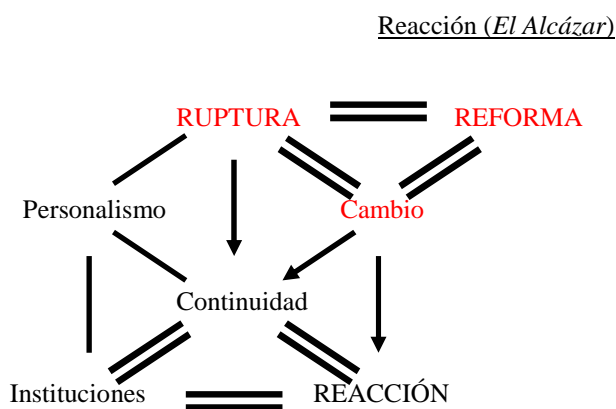 Reacción (El Alcázar)
RUPTURA REFORMA
Personalismo Cambio
Continuidad
Instituciones REACCIÓN